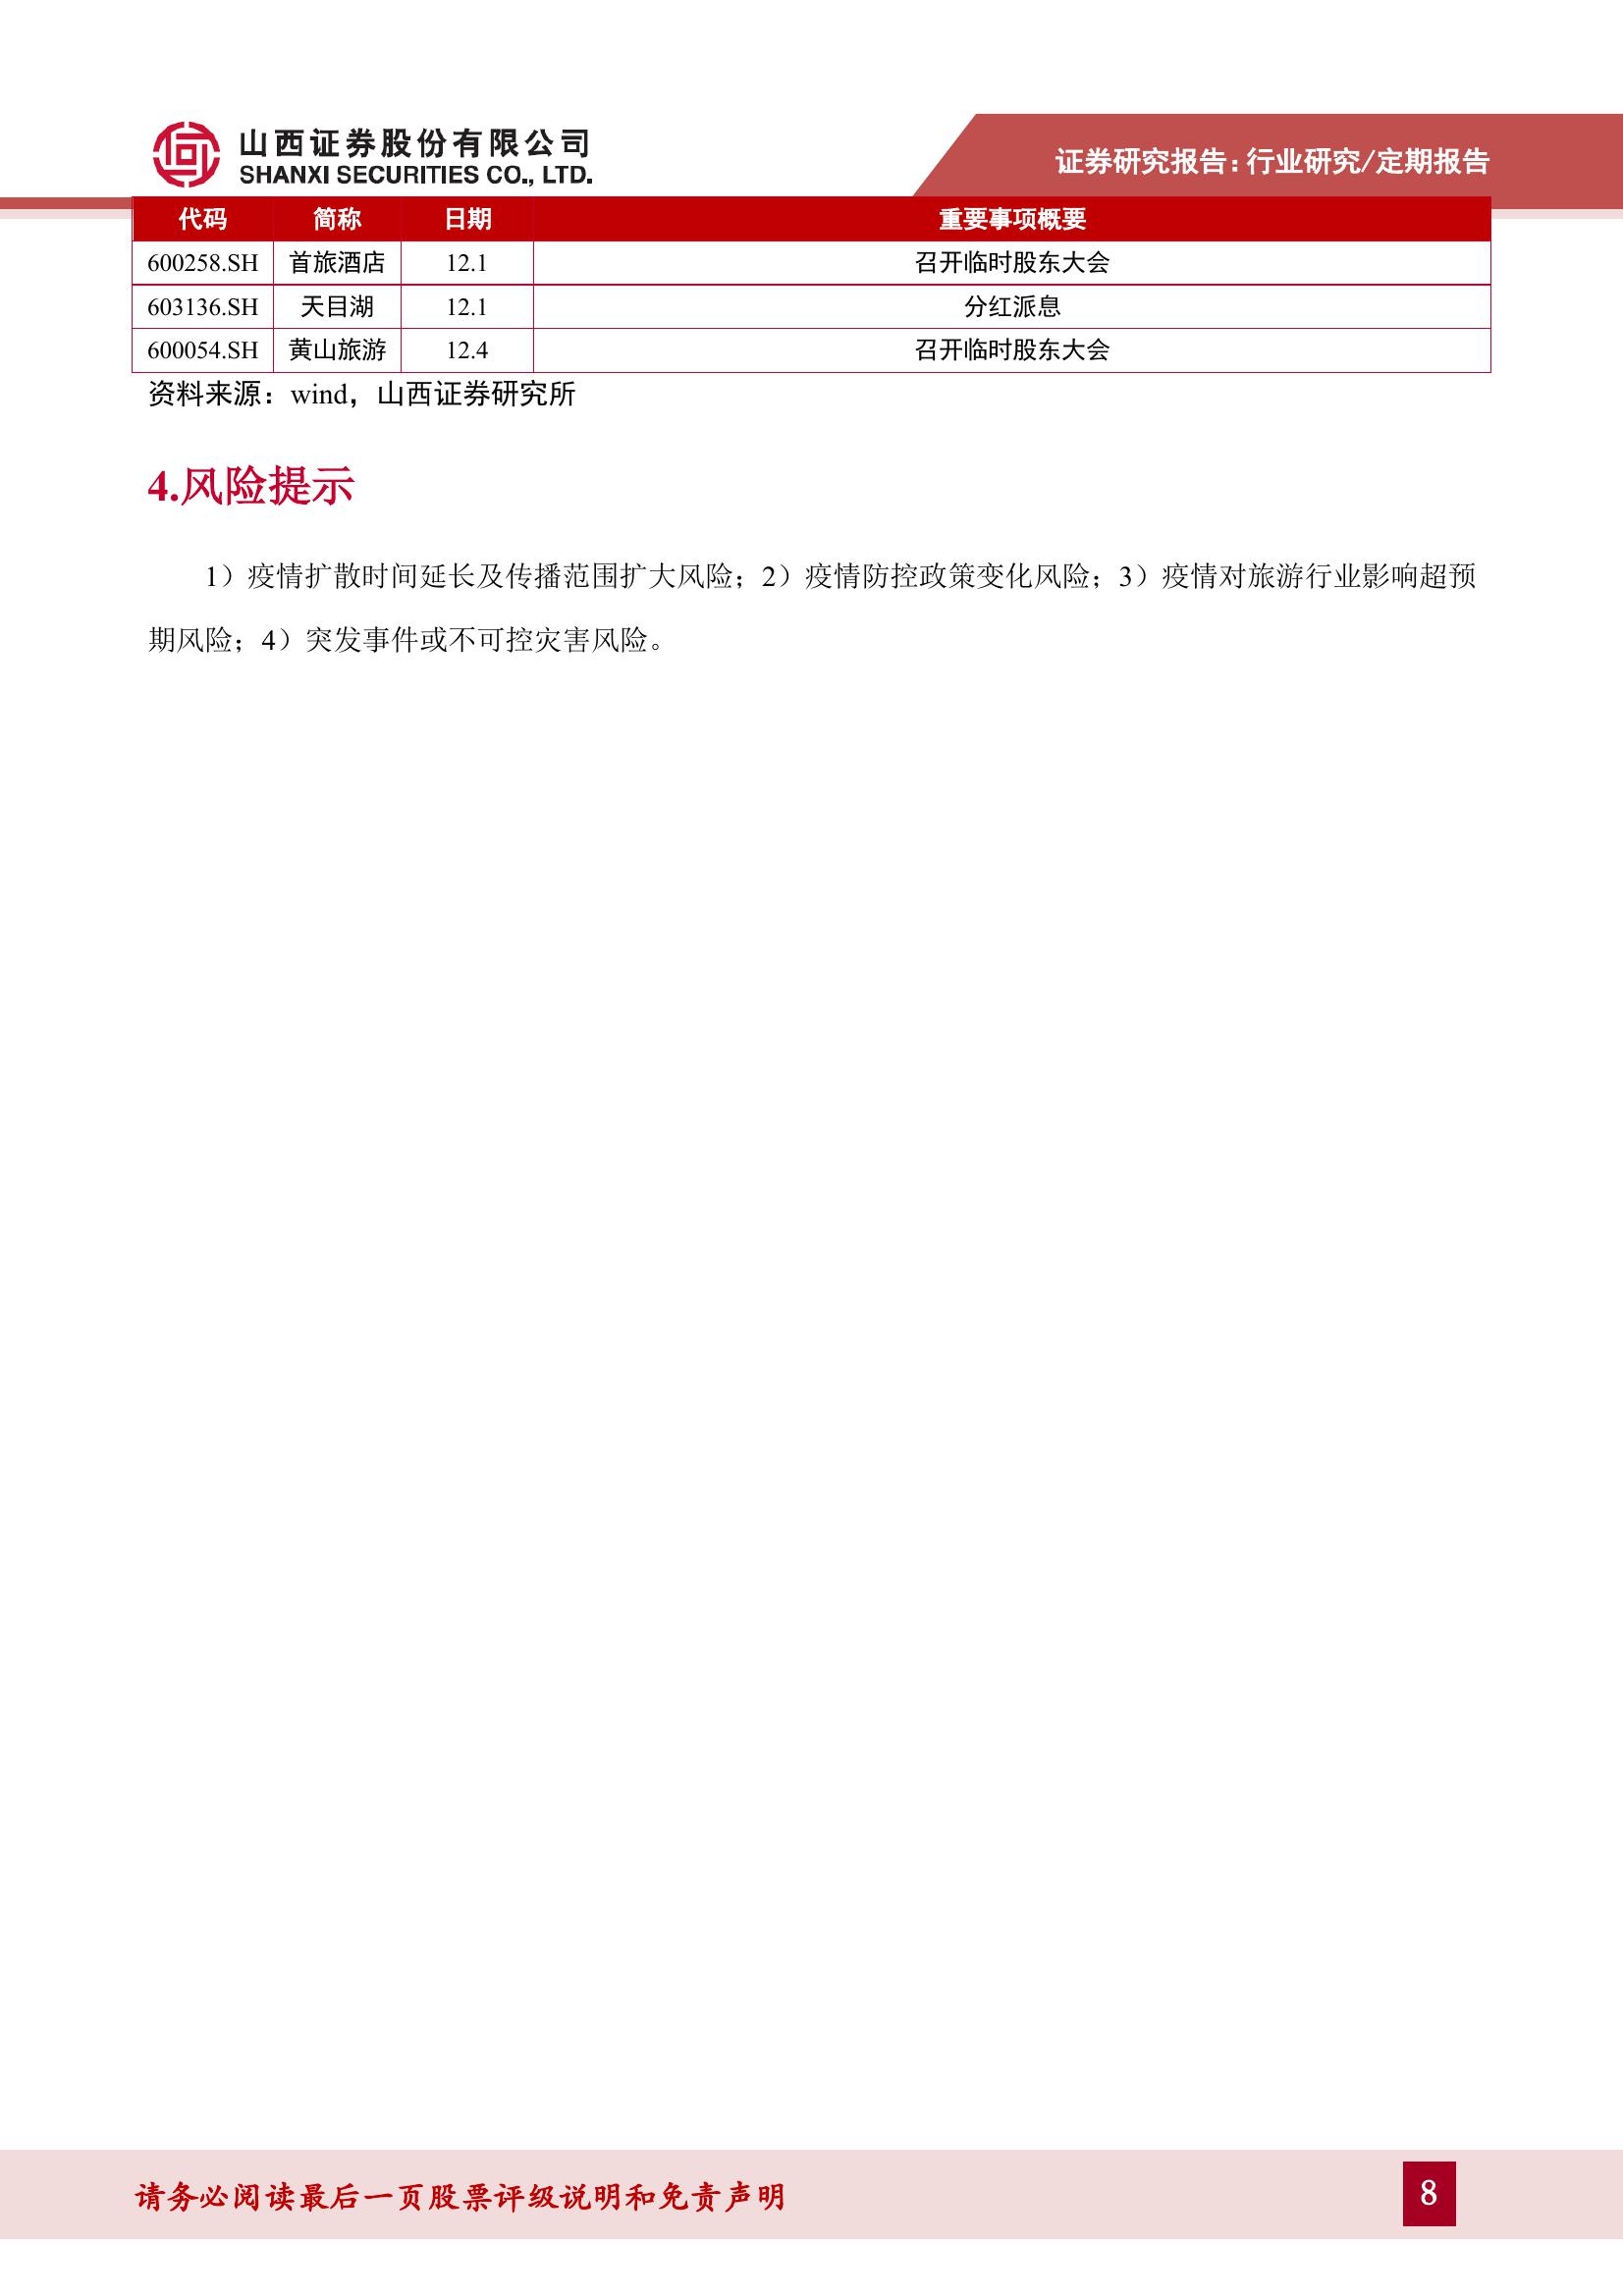 山西证券股份有限公司
SHANXI SECURITIES CO., LTD.
证券研究报告：行业研究/定期报告
代码 简称 日期 重要事项概要
600258.SH 首旅酒店 12.1 召开临时股东大会
603136.SH 天目湖 12.1 分红派息
600054.SH 黄山旅游 12.4 召开临时股东大会
资料来源：wind，山西证券研究所
4.风险提示
1）疫情扩散时间延长及传播范围扩大风险；2）疫情防控政策变化风险；3）疫情对旅游行业影响超预
期风险；4）突发事件或不可控灾害风险。
请务必阅读最后一页股票评级说明和免责声明
8